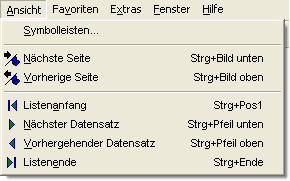 Ansicht Favoriten Extras Fenster Hilfe
Symbolleisten...
Nächste Seite Strg+Bild unten
Vorherige Seite Strg+Bild oben
Listenanfang Strg+Pos1
Nächster Datensatz Strg+Pfeil unten
Vorhergehender Datensatz Strg+Pfeil oben
Listenende Strg+Ende